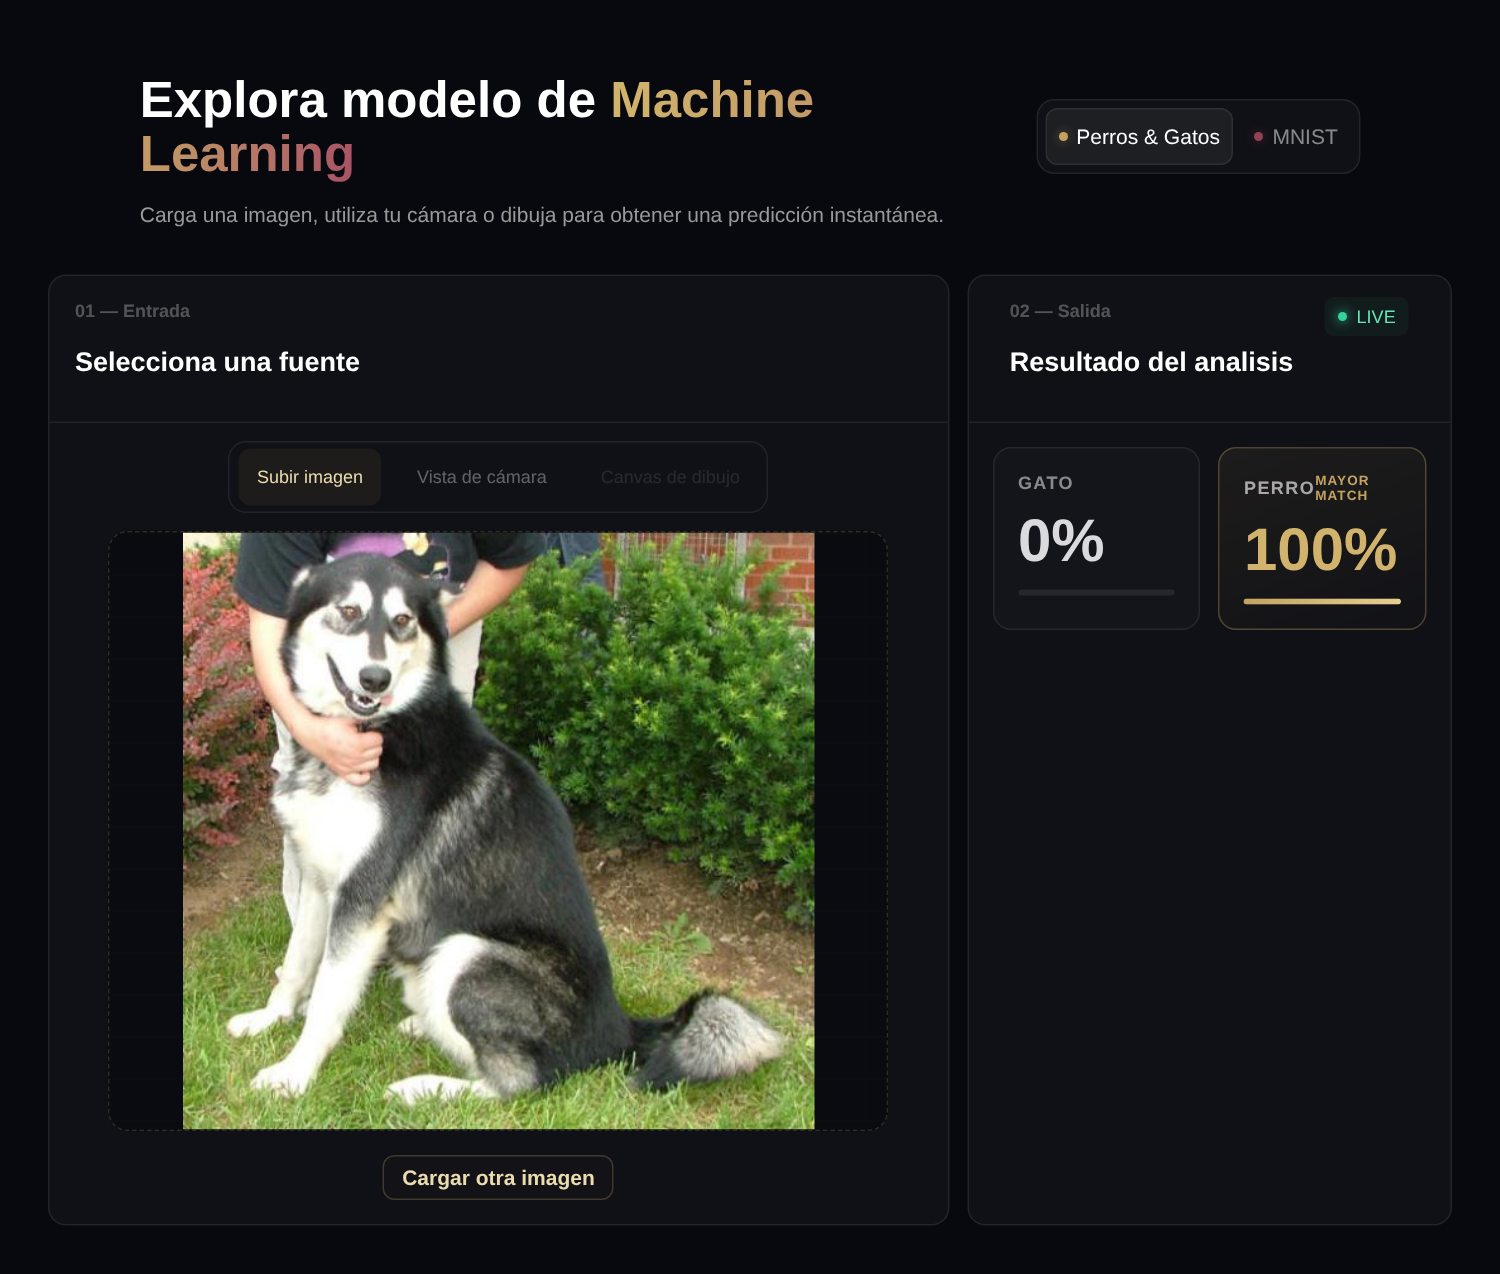 Explora modelo de Machine
Learning
Carga una imagen, utiliza tu cámara o dibuja para obtener una predicción instantánea.
Perros & Gatos
MNIST
01 — Entrada
Selecciona una fuente
Subir imagen
Vista de cámara
Canvas de dibujo
Cargar otra imagen
02 — Salida
LIVE
Resultado del analisis
GATO
0%
PERRO
MAYOR
MATCH
100%